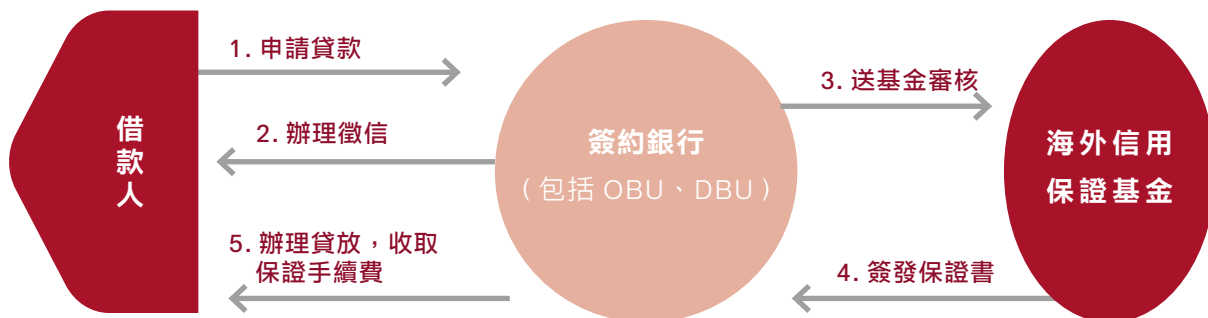 借款人
1. 申請貸款
2. 辦理徵信
5. 辦理貸放，收取
保證手續費
簽約銀行
（包括 OBU、DBU）
3. 送基金審核
4. 簽發保證書
海外信用
保證基金